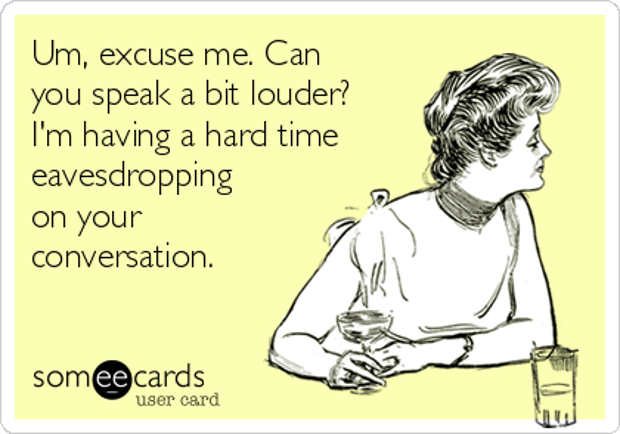 Um, excuse me. Can
you speak a bit louder?
I'm having a hard time
eavesdropping
on your
conversation.
someecards
user card